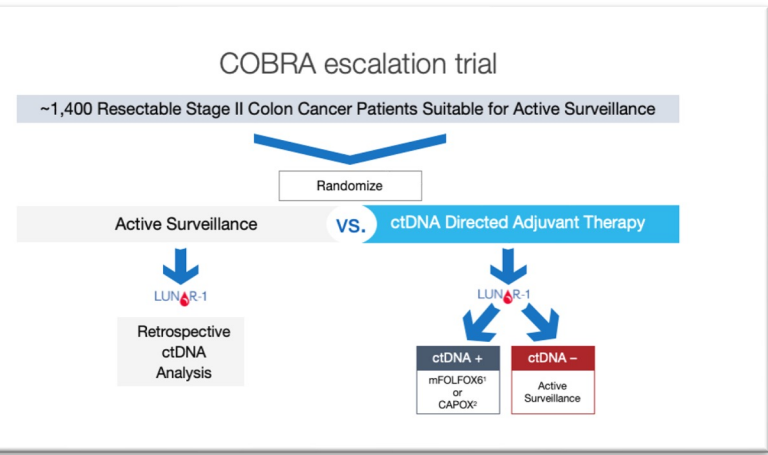 COBRA escalation trial
~1,400 Resectable Stage II Colon Cancer Patients Suitable for Active Surveillance
Randomize
Active Surveillance
VS.
ctDNA Directed Adjuvant Therapy
LUNAR-1
LUNAR-1
Retrospective
ctDNA
Analysis
ctDNA +
ctDNA –
mFOLFOX6¹
or
CAPOX²
Active
Surveillance